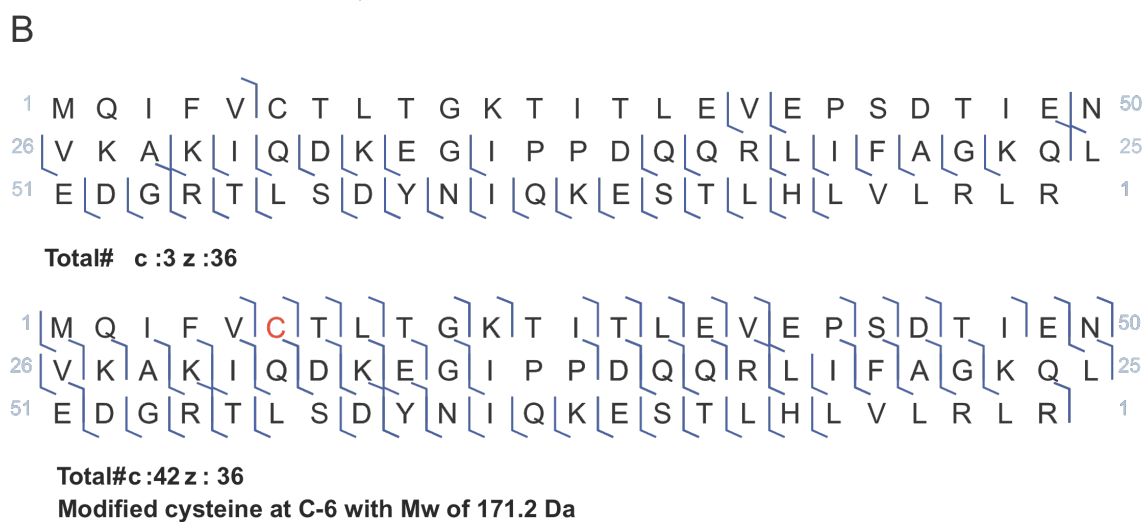 B
1 M Q I F V C T L T G K T I T L E V E P S D T I E N 50
26 V K A K I Q D K E G I P P D Q Q R L I F A G K Q L 25
51 E D G R T L S D Y N I Q K E S T L H L V L R L R 1
Total# c :3 z :36
1 M Q I F V C T L T G K T I T L E V E P S D T I E N 50
26 V K A K I Q D K E G I P P D Q Q R L I F A G K Q L 25
51 E D G R T L S D Y N I Q K E S T L H L V L R L R 1
Total#c :42 z : 36
Modified cysteine at C-6 with Mw of 171.2 Da